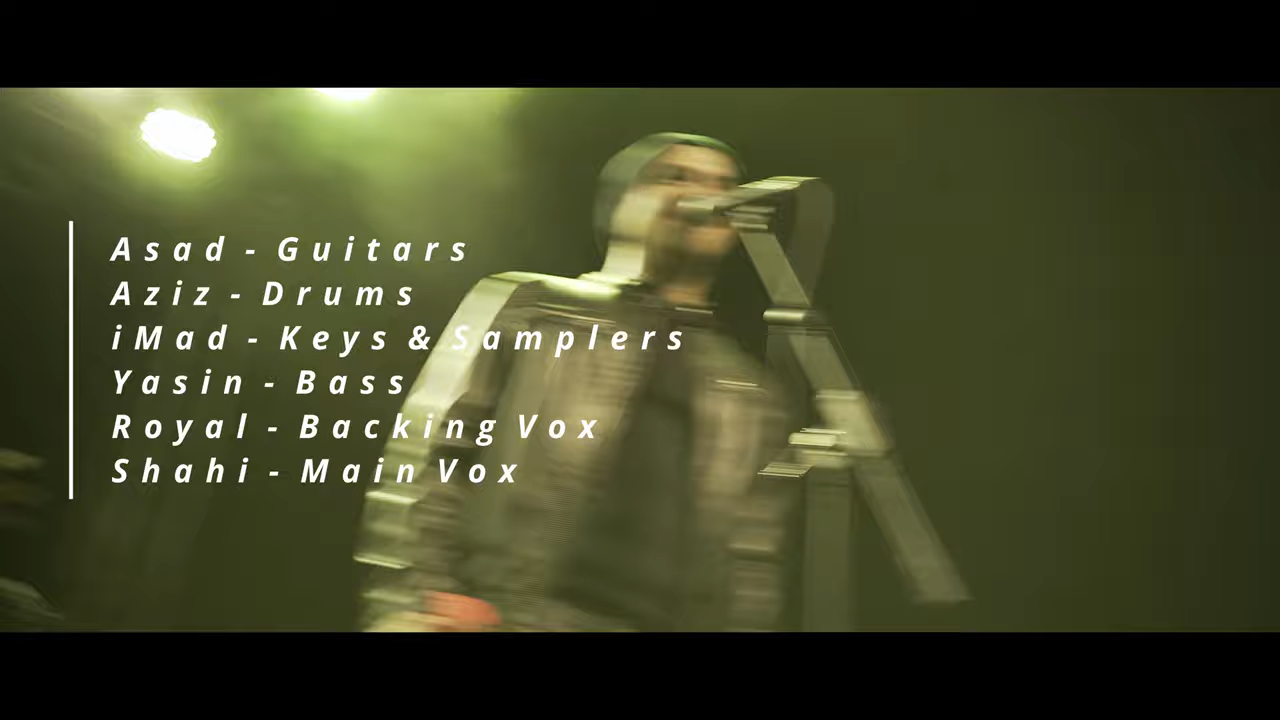 Asad - Guitars
Aziz - Drums
iMad - Keys & Samplers
Yasin - Bass
Royal - Backing Vox
Shahi - Main Vox